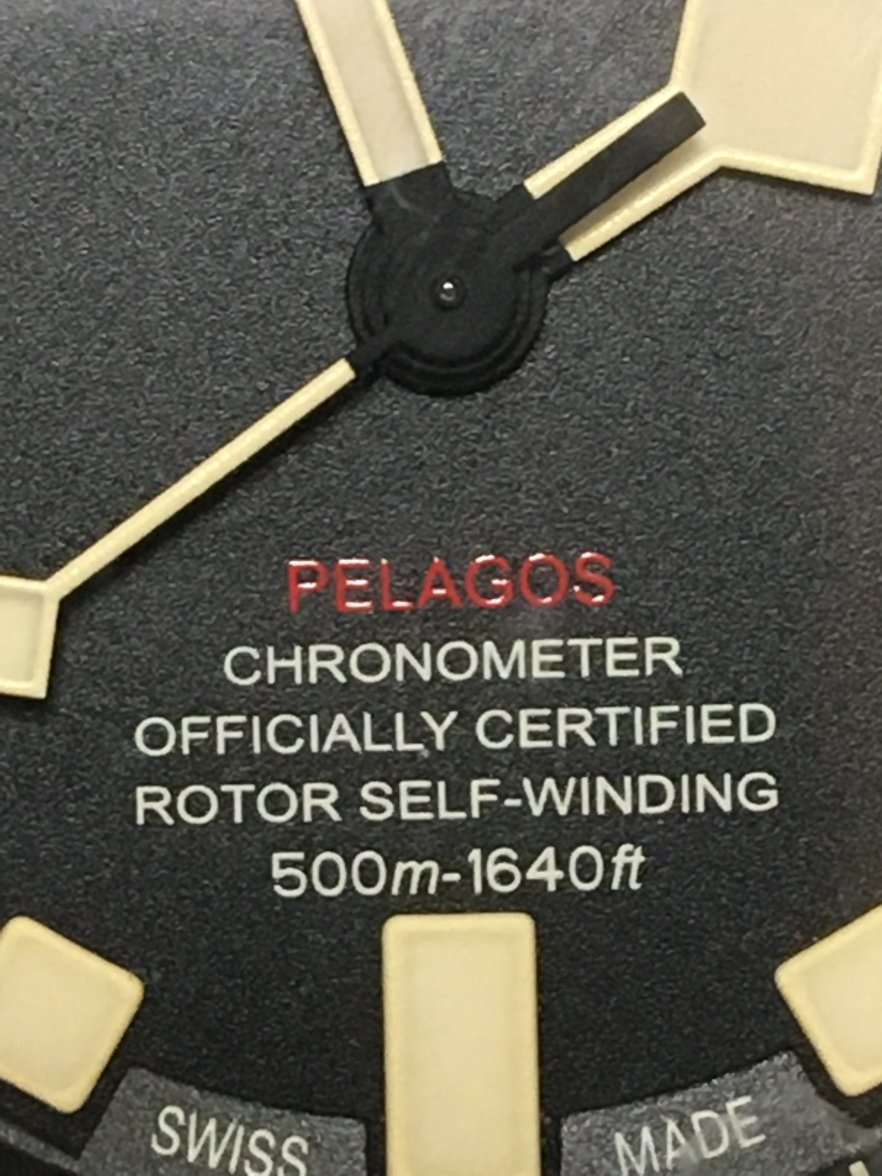 PELAGOS
CHRONOMETER
OFFICIALLY CERTIFIED
ROTOR SELF-WINDING
500m-1640ft
SWISS MADE